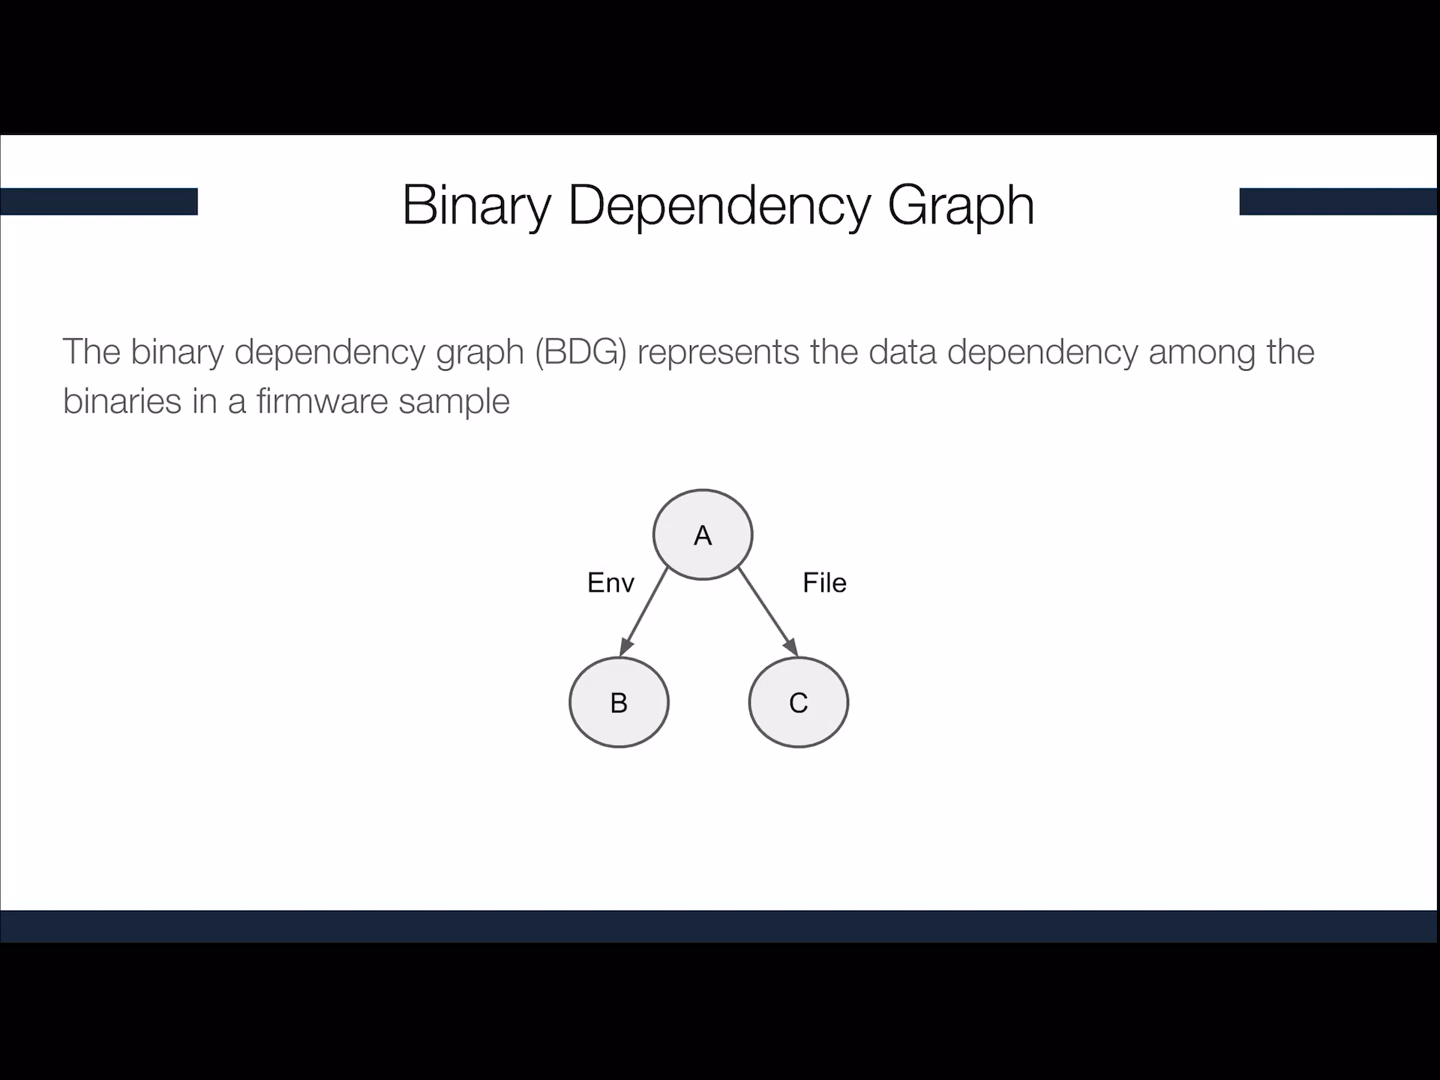 Binary Dependency Graph
The binary dependency graph (BDG) represents the data dependency among the
binaries in a firmware sample
A
Env
File
B
C